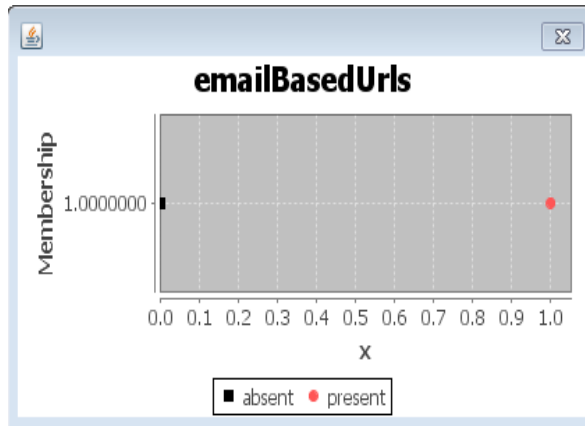 emailBasedUrls
Membership
1.0000000
0.0 0.1 0.2 0.3 0.4 0.5 0.6 0.7 0.8 0.9 1.0
x
absent present